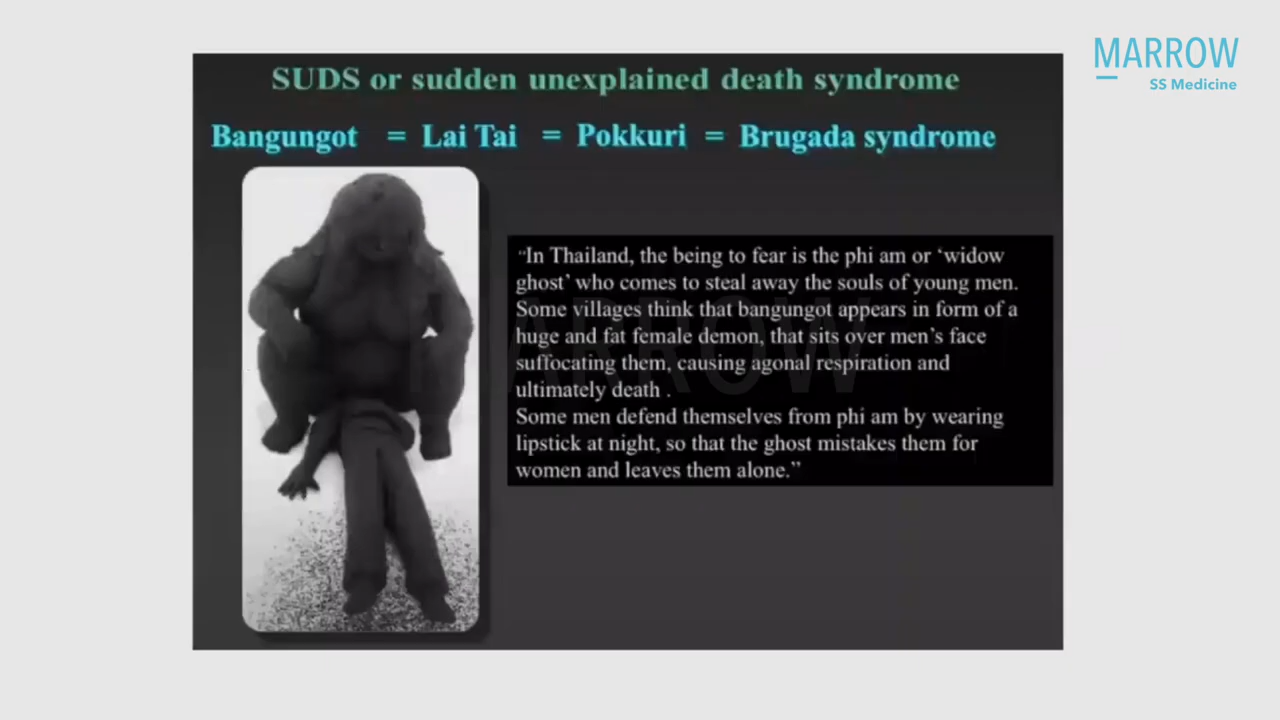 MARROW
SS Medicine
SUDS or sudden unexplained death syndrome
Bangungot = Lai Tai = Pokkuri = Brugada syndrome
“In Thailand, the being to fear is the phi am or ‘widow
ghost’ who comes to steal away the souls of young men.
Some villages think that bangungot appears in form of a
huge and fat female demon, that sits over men’s face
suffocating them, causing agonal respiration and
ultimately death .
Some men defend themselves from phi am by wearing
lipstick at night, so that the ghost mistakes them for
women and leaves them alone.”
MARROW